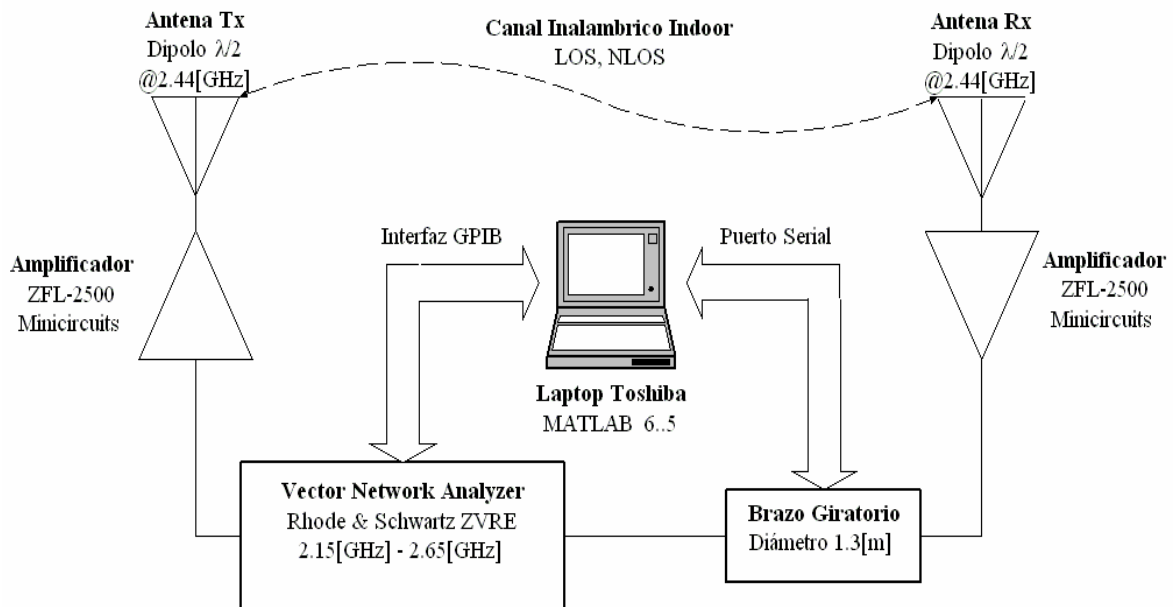 Antena Tx
Dipolo λ/2
@2.44[GHz]
Canal Inalambrico Indoor
LOS, NLOS
Antena Rx
Dipolo λ/2
@2.44[GHz]
Interfaz GPIB
Puerto Serial
Amplificador
ZFL-2500
Minicircuits
Amplificador
ZFL-2500
Minicircuits
Laptop Toshiba
MATLAB 6..5
Vector Network Analyzer
Rhode & Schwartz ZVRE
2.15[GHz] - 2.65[GHz]
Brazo Giratorio
Diámetro 1.3[m]